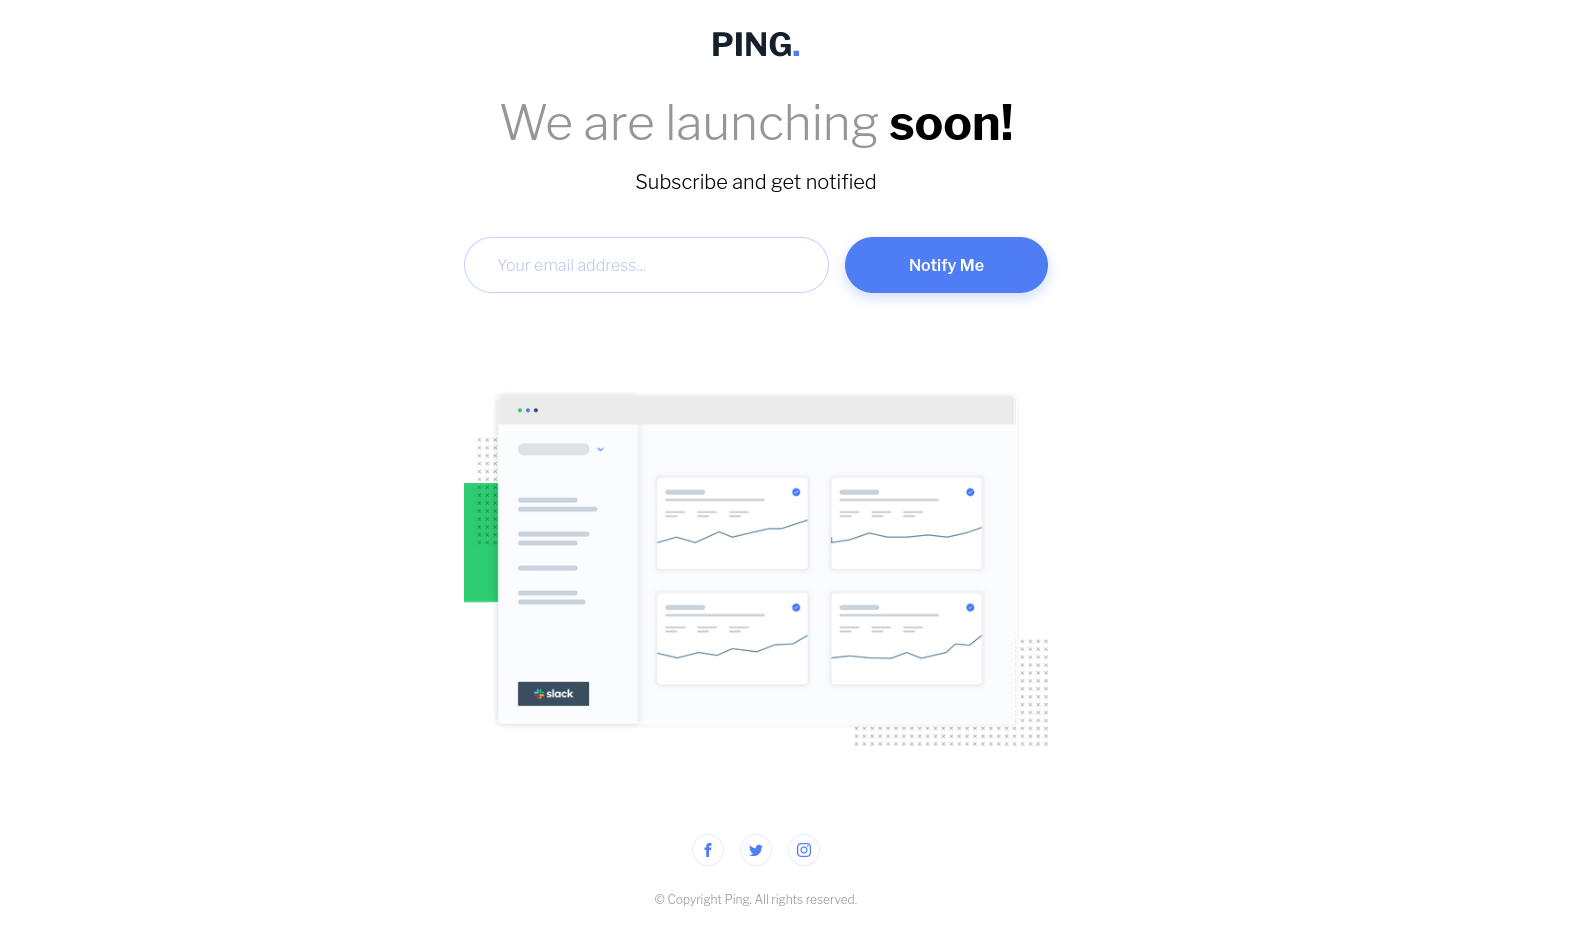 PING.
We are launching soon!
Subscribe and get notified
Your email address...
Notify Me
slack
© Copyright Ping. All rights reserved.